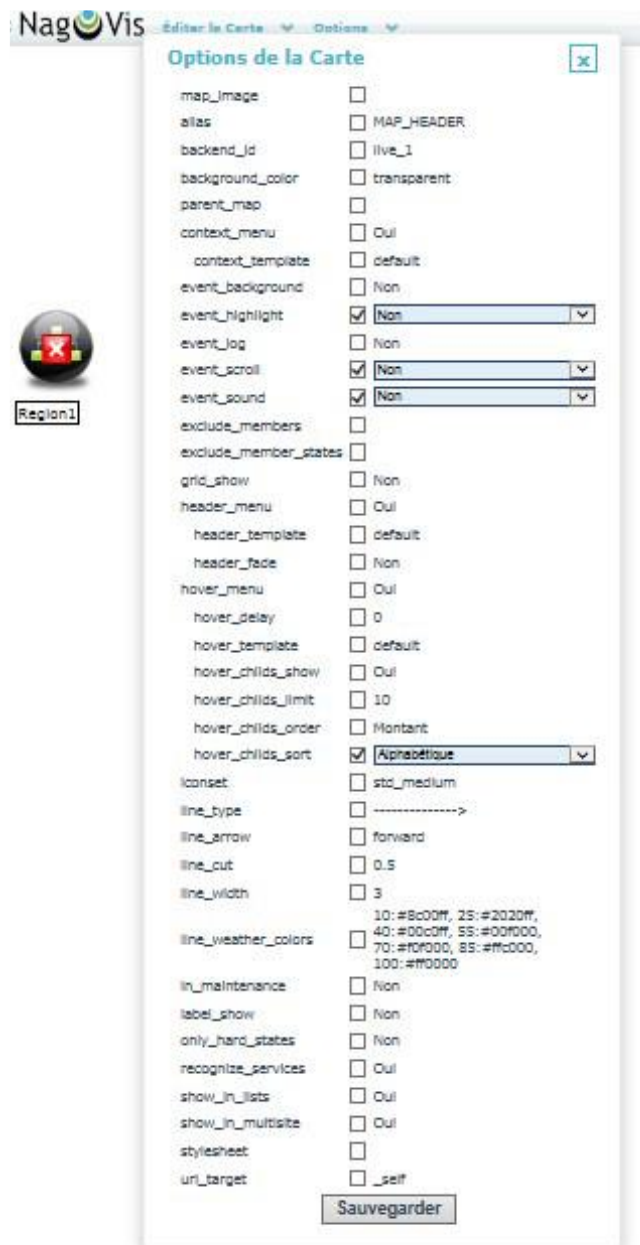 NagVis Éditer la Carte Options
Options de la Carte x
map_image
alias MAP_HEADER
backend_id live_1
background_color transparent
parent_map
context_menu Oui
context_template default
event_background Non
event_highlight Non
event_log Non
event_scroll Non
event_sound Non
Region1
exclude_members
exclude_member_states
grid_show Non
header_menu Oui
header_template default
header_fade Non
hover_menu Oui
hover_delay 0
hover_template default
hover_childs_show Oui
hover_childs_limit 10
hover_childs_order Montant
hover_childs_sort Alphabétique
iconset std_medium
line_type -------------->
line_arrow forward
line_cut 0.5
line_width 3
line_weather_colors 10:#8c00ff, 25:#2020ff,
40:#00c0ff, 55:#00f000,
70:#f0f000, 85:#ffc000,
100:#ff0000
in_maintenance Non
label_show Non
only_hard_states Non
recognize_services Oui
show_in_lists Oui
show_in_multisite Oui
stylesheet
url_target _self
Sauvegarder